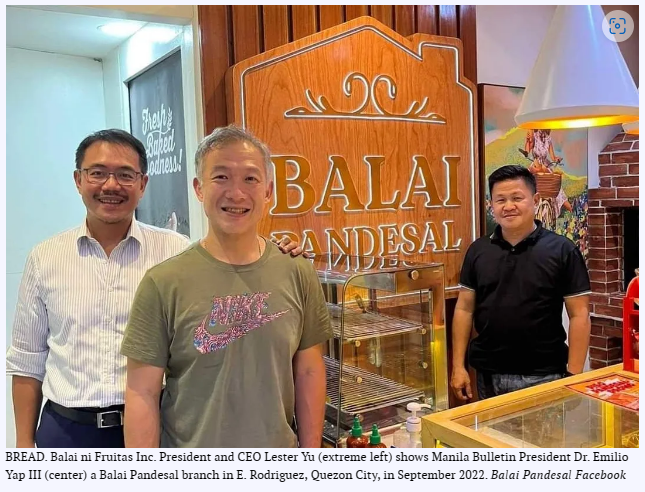 Fresh
Baked
Goodness!
BALAI
PANDESAL
NIKE
BREAD. Balai ni Fruitas Inc. President and CEO Lester Yu (extreme left) shows Manila Bulletin President Dr. Emilio
Yap III (center) a Balai Pandesal branch in E. Rodriguez, Quezon City, in September 2022. Balai Pandesal Facebook